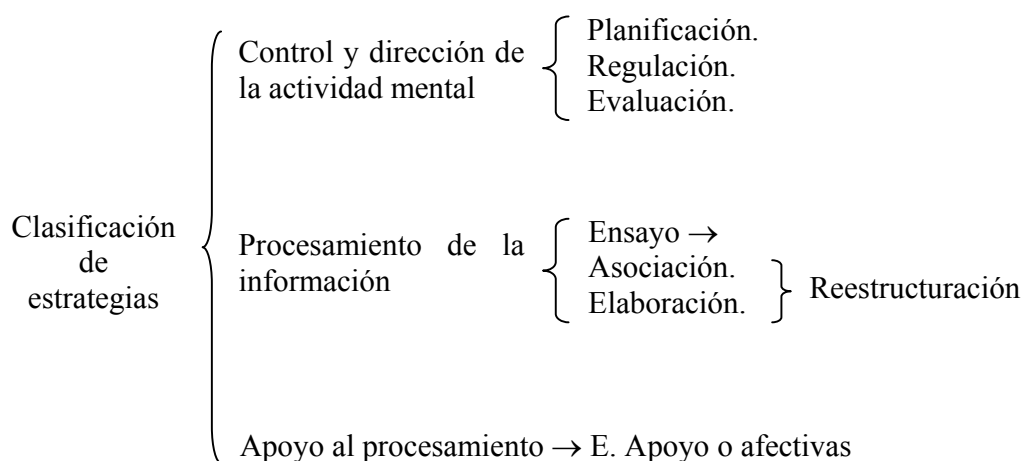 Clasificación
de
estrategias
Control y dirección de
la actividad mental
Planificación.
Regulación.
Evaluación.
Procesamiento de la
información
Ensayo →
Asociación.
Elaboración.
Reestructuración
Apoyo al procesamiento → E. Apoyo o afectivas